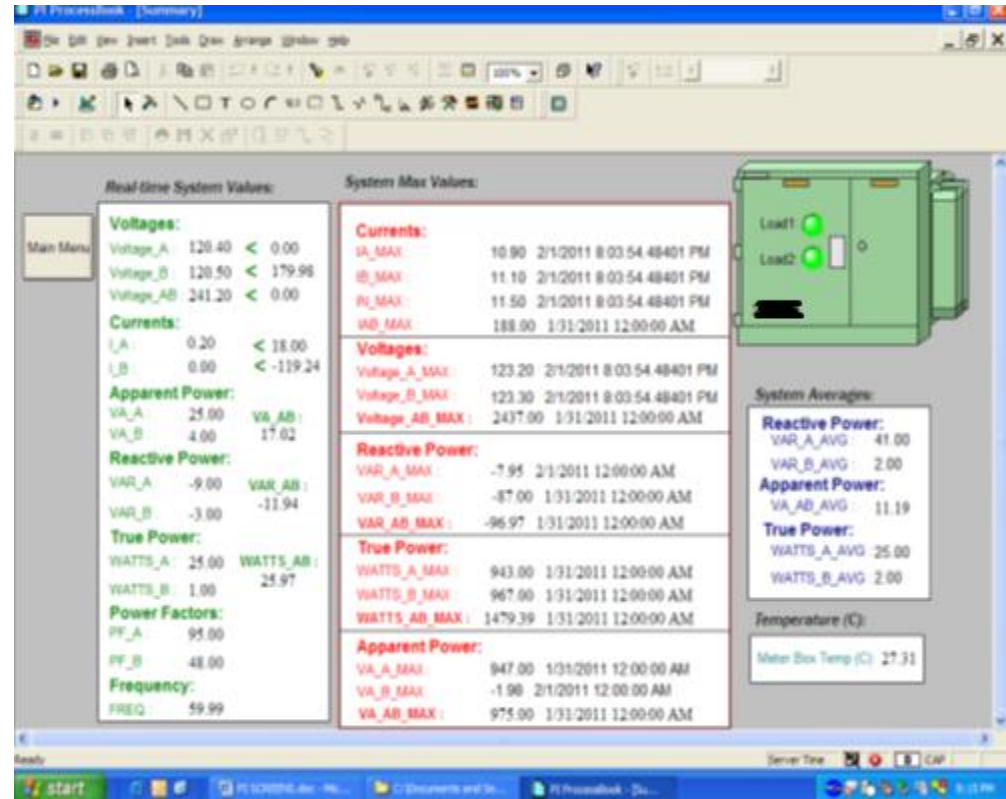 PI ProcessBook - [Summary]
File Edit View Insert Tools Draw Arrange Window Help
100%
Real-time System Values:
System Max Values:
Main Menu
Voltages:
Voltage_A : 120.40 < 0.00
Voltage_B : 120.50 < 179.98
Voltage_AB : 241.20 < 0.00
Currents:
I_A : 0.20 < 18.00
I_B : 0.00 < -119.24
Apparent Power:
VA_A : 25.00 VA_AB :
VA_B : 4.00 17.02
Reactive Power:
VAR_A : -9.00 VAR_AB :
VAR_B : -3.00 -11.94
True Power:
WATTS_A : 25.00 WATTS_AB :
WATTS_B : 1.00 25.97
Power Factors:
PF_A : 95.00
PF_B : 48.00
Frequency:
FREQ : 59.99
Currents:
IA_MAX : 10.90 2/1/2011 8:03:54.48401 PM
IB_MAX : 11.10 2/1/2011 8:03:54.48401 PM
IN_MAX : 11.50 2/1/2011 8:03:54.48401 PM
IAB_MAX : 188.00 1/31/2011 12:00:00 AM
Voltages:
Voltage_A_MAX : 123.20 2/1/2011 8:03:54.48401 PM
Voltage_B_MAX : 123.30 2/1/2011 8:03:54.48401 PM
Voltage_AB_MAX : 2437.00 1/31/2011 12:00:00 AM
Reactive Power:
VAR_A_MAX : -7.95 2/1/2011 12:00:00 AM
VAR_B_MAX : -87.00 1/31/2011 12:00:00 AM
VAR_AB_MAX : -96.97 1/31/2011 12:00:00 AM
True Power:
WATTS_A_MAX : 943.00 1/31/2011 12:00:00 AM
WATTS_B_MAX : 967.00 1/31/2011 12:00:00 AM
WATTS_AB_MAX : 1479.39 1/31/2011 12:00:00 AM
Apparent Power:
VA_A_MAX : 947.00 1/31/2011 12:00:00 AM
VA_B_MAX : -1.98 2/1/2011 12:00:00 AM
VA_AB_MAX : 975.00 1/31/2011 12:00:00 AM
Load1
Load2
System Averages:
Reactive Power:
VAR_A_AVG : 41.00
VAR_B_AVG : 2.00
Apparent Power:
VA_AB_AVG : 11.19
True Power:
WATTS_A_AVG : 25.00
WATTS_B_AVG 2.00
Temperature (C):
Meter Box Temp (C) 27.31
Ready
Server Time 0 CAP
start
PI SCREENS.doc - Mic...
C:\Documents and Se...
PI ProcessBook - [Su...